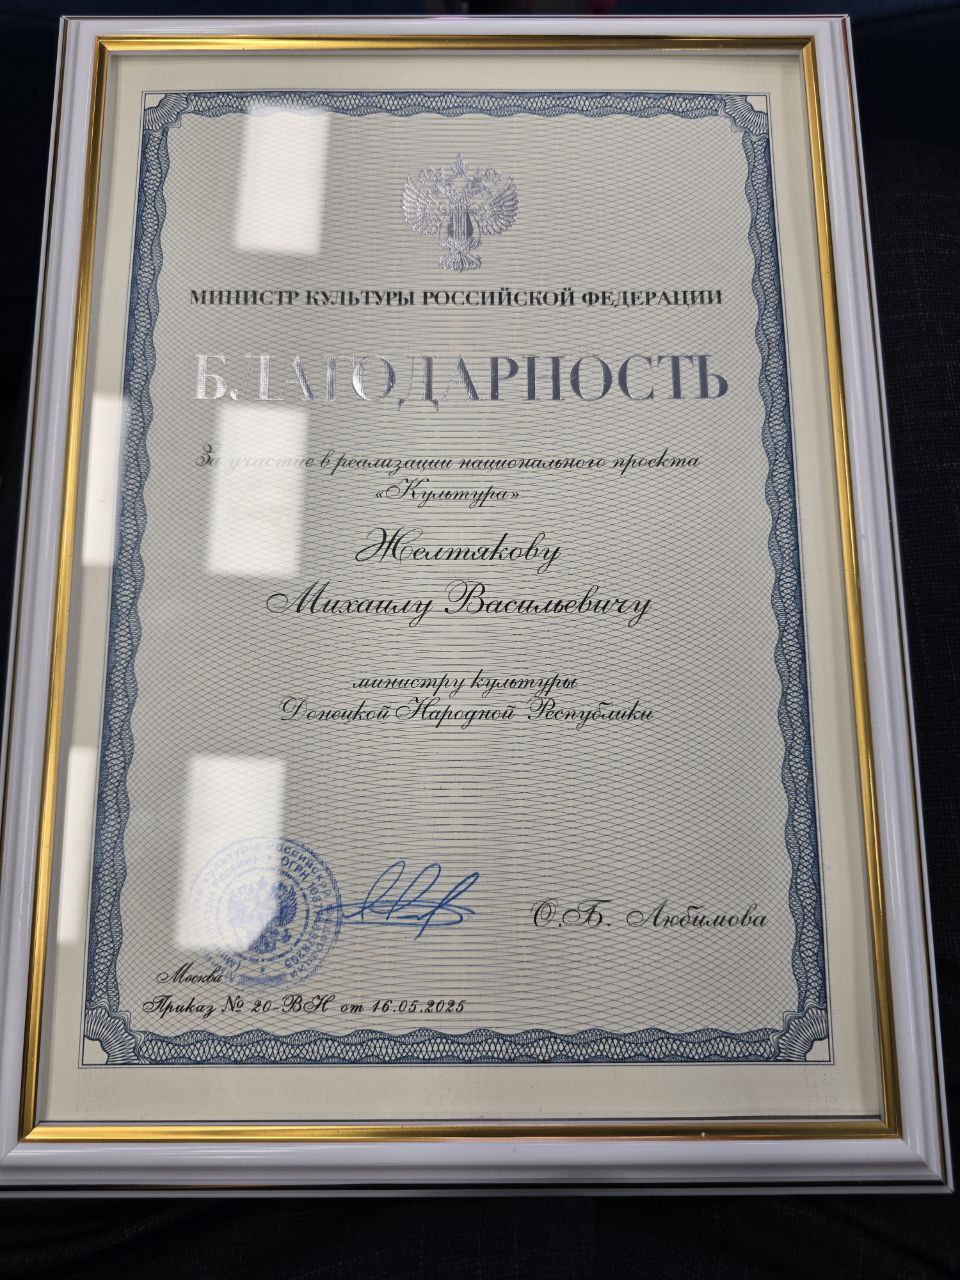 МИНИСТР КУЛЬТУРЫ РОССИЙСКОЙ ФЕДЕРАЦИИ
БЛАГОДАРНОСТЬ
За участие в реализации национального проекта
«Культура»
Желтякову
Михаилу Васильевичу
министру культуры
Донецкой Народной Республики
О.Б. Любимова
Москва
Приказ № 20-ВН от 16.05.2025